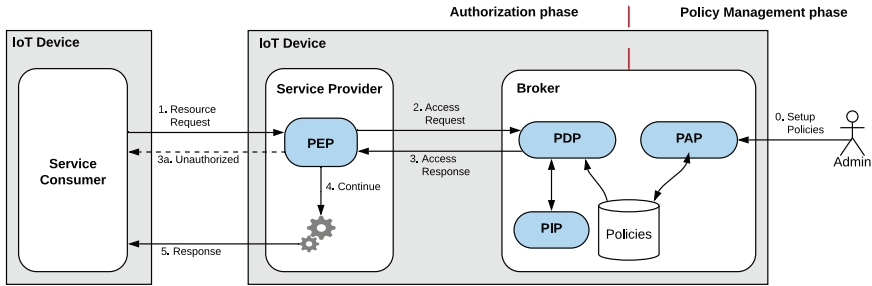 Authorization phase
Policy Management phase
IoT Device
IoT Device
Service Provider
Broker
1. Resource
Request
2. Access
Request
0. Setup
Policies
PEP
PDP
PAP
3a. Unauthorized
3. Access
Response
Service
Consumer
Admin
4. Continue
PIP
Policies
5. Response